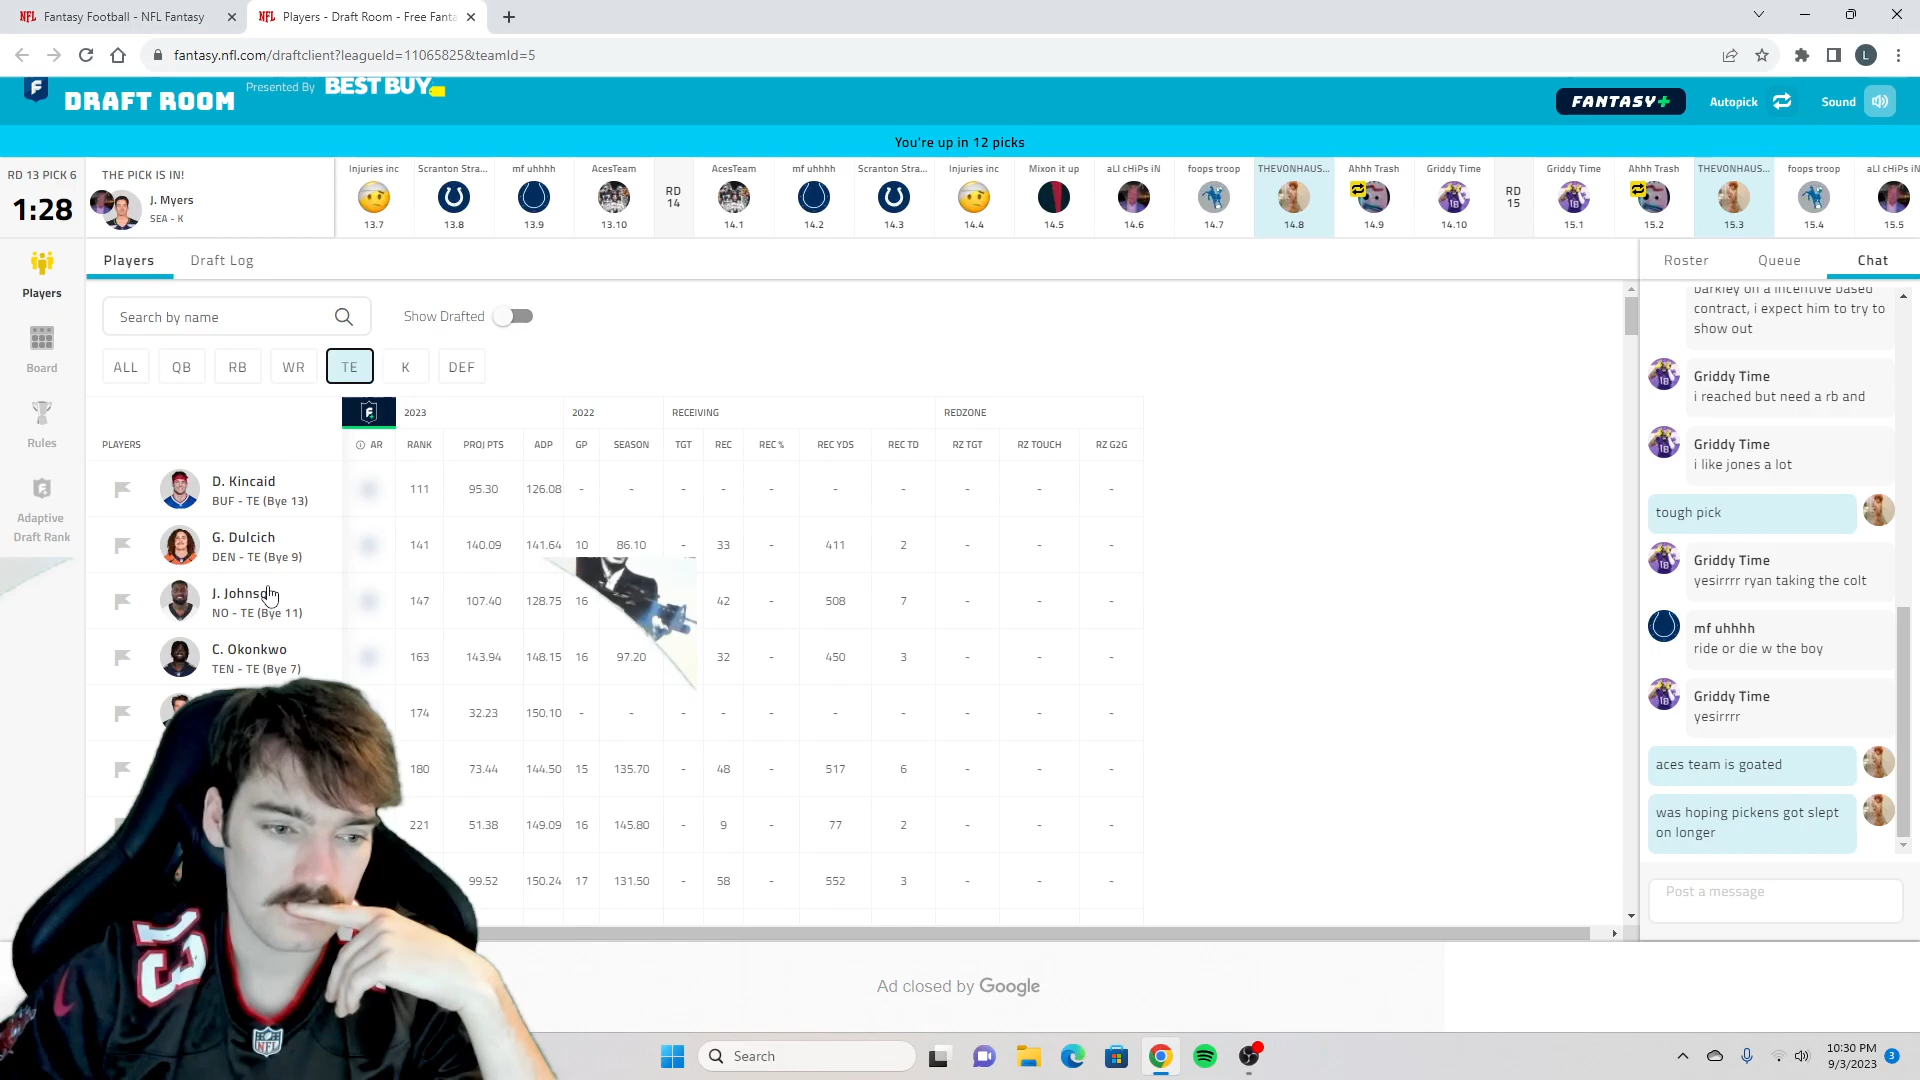 Fantasy Football - NFL Fantasy
Players - Draft Room - Free Fanta
fantasy.nfl.com/draftclient?leagueId=11065825&teamId=5
DRAFT ROOM
Presented By BEST BUY
FANTASY+
Autopick
Sound
You're up in 12 picks
RD 13 PICK 6
1:28
THE PICK IS IN!
J. Myers
SEA - K
Injuries inc
13.7
Scranton Stra...
13.8
mf uhhhh
13.9
AcesTeam
13.10
RD
14
AcesTeam
14.1
mf uhhhh
14.2
Scranton Stra...
14.3
Injuries inc
14.4
Mixon it up
14.5
aLl cHiPs iN
14.6
foops troop
14.7
THEVONHAUS...
14.8
Ahhh Trash
14.9
Griddy Time
14.10
RD
15
Griddy Time
15.1
Ahhh Trash
15.2
THEVONHAUS...
15.3
foops troop
15.4
aLl cHiPs iN
15.5
Players
Board
Rules
Adaptive
Draft Rank
Players
Draft Log
Search by name
Show Drafted
ALL QB RB WR TE K DEF
2023 2022 RECEIVING REDZONE
PLAYERS AR RANK PROJ PTS ADP GP SEASON TGT REC REC % REC YDS REC TD RZ TGT RZ TOUCH RZ G2G
D. Kincaid
BUF - TE (Bye 13)
111 95.30 126.08 - - - - - - - - - -
G. Dulcich
DEN - TE (Bye 9)
141 140.09 141.64 10 86.10 - 33 - 411 2 - - -
J. Johnso
NO - TE (Bye 11)
147 107.40 128.75 16 42 - 508 7 - - -
C. Okonkwo
TEN - TE (Bye 7)
163 143.94 148.15 16 97.20 32 - 450 3 - - -
174 32.23 150.10 - - - - - - - - - -
180 73.44 144.50 15 135.70 - 48 - 517 6 - - -
221 51.38 149.09 16 145.80 - 9 - 77 2 - - -
99.52 150.24 17 131.50 - 58 - 552 3 - - -
Roster
Queue
Chat
barkley on a incentive based
contract, i expect him to try to
show out
Griddy Time
i reached but need a rb and
Griddy Time
i like jones a lot
tough pick
Griddy Time
yesirrrr ryan taking the colt
mf uhhhh
ride or die w the boy
Griddy Time
yesirrrr
aces team is goated
was hoping pickens got slept
on longer
Post a message
Ad closed by Google
NFL
Search
10:30 PM
9/3/2023
3